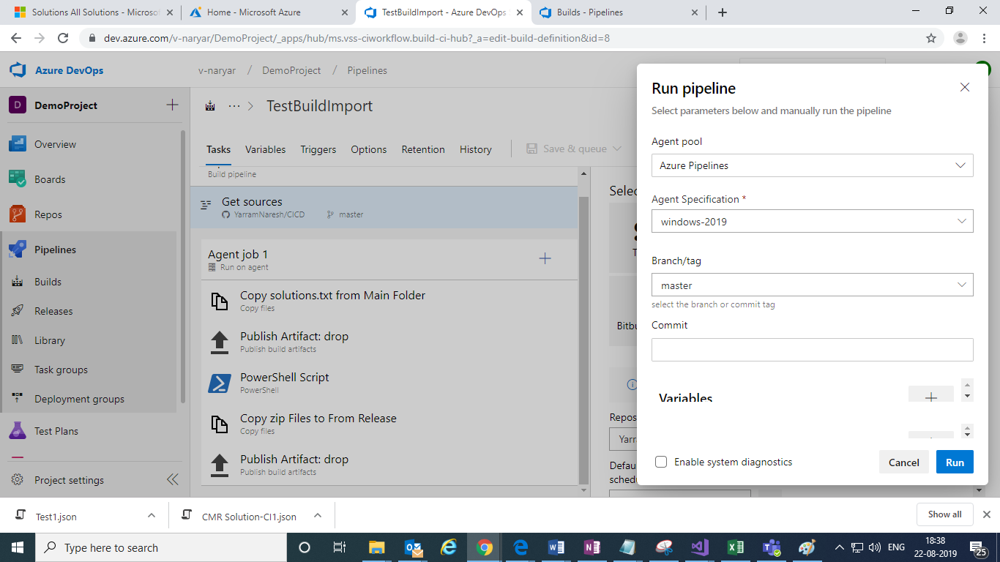 Solutions All Solutions - Microsof
Home - Microsoft Azure
TestBuildImport - Azure DevOps
Builds - Pipelines
dev.azure.com/v-naryar/DemoProject/_apps/hub/ms.vss-ciworkflow.build-ci-hub?_a=edit-build-definition&id=8
Azure DevOps
v-naryar / DemoProject / Pipelines
D DemoProject
Overview
Boards
Repos
Pipelines
Builds
Releases
Library
Task groups
Deployment groups
Test Plans
Project settings
... TestBuildImport
Tasks Variables Triggers Options Retention History Save & queue
Build pipeline
Get sources
YarramNaresh/CICD master
Agent job 1
Run on agent
Copy solutions.txt from Main Folder
Copy files
Publish Artifact: drop
Publish build artifacts
PowerShell Script
PowerShell
Copy zip Files to From Release
Copy files
Publish Artifact: drop
Publish build artifacts
Selec
T
Bitbu
Repos
Yarr
Defau
schedu
Run pipeline
Select parameters below and manually run the pipeline
Agent pool
Azure Pipelines
Agent Specification *
windows-2019
Branch/tag
master
select the branch or commit tag
Commit
Variables
Enable system diagnostics
Cancel
Run
Test1.json
CMR Solution-CI1.json
Show all
Type here to search
ENG
18:38
22-08-2019
25